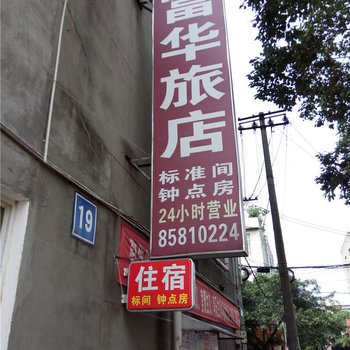 富华旅店
标准间
钟点房
24小时营业
85810224
19
住宿
标间 钟点房